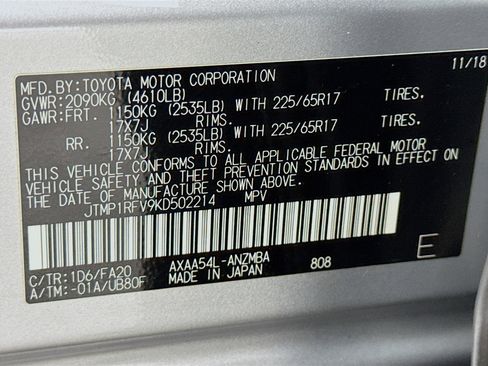 MFD.BY:TOYOTA MOTOR CORPORATION 11/18
GVWR:2090KG (4610LB)
GAWR:FRT. 1150KG (2535LB) WITH 225/65R17 TIRES.
17X7J RIMS.
RR. 1150KG (2535LB) WITH 225/65R17 TIRES.
17X7J RIMS.
THIS VEHICLE CONFORMS TO ALL APPLICABLE FEDERAL MOTOR
VEHICLE SAFETY AND THEFT PREVENTION STANDARDS IN EFFECT ON
THE DATE OF MANUFACTURE SHOWN ABOVE.
JTMP1RFV9KD502214 MPV
C/TR:1D6/FA20 AXAA54L-ANZMBA
A/TM:-01A/UB80F MADE IN JAPAN 808
E